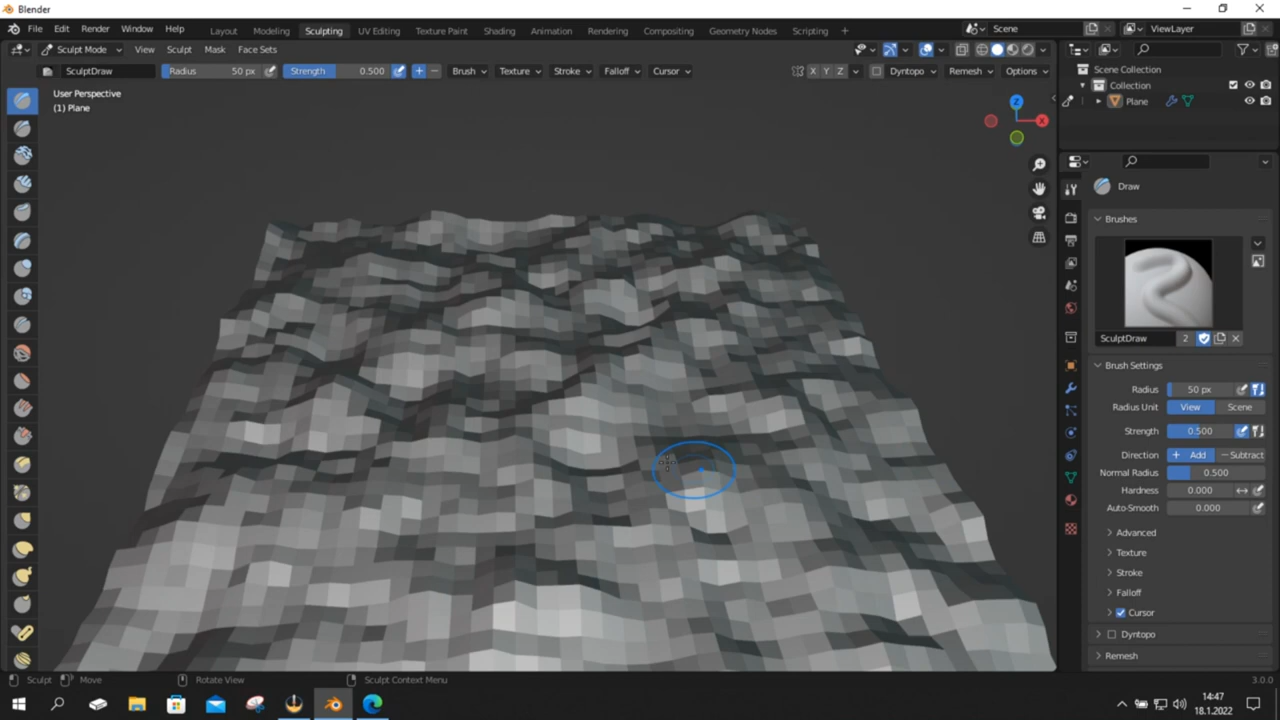 Blender
File Edit Render Window Help
Layout Modeling Sculpting UV Editing Texture Paint Shading Animation Rendering Compositing Geometry Nodes Scripting +
Scene ViewLayer
Sculpt Mode View Sculpt Mask Face Sets
SculptDraw Radius 50 px Strength 0.500 + − Brush Texture Stroke Falloff Cursor X Y Z Dyntopo Remesh Options
Scene Collection
Collection
Plane
User Perspective
(1) Plane
Z
X
Draw
Brushes
SculptDraw 2
Brush Settings
Radius 50 px
Radius Unit View Scene
Strength 0.500
Direction + Add − Subtract
Normal Radius 0.500
Hardness 0.000
Auto-Smooth 0.000
Advanced
Texture
Stroke
Falloff
Cursor
Dyntopo
Remesh
Sculpt Move Rotate View Sculpt Context Menu 3.0.0
14:47
18.1.2022